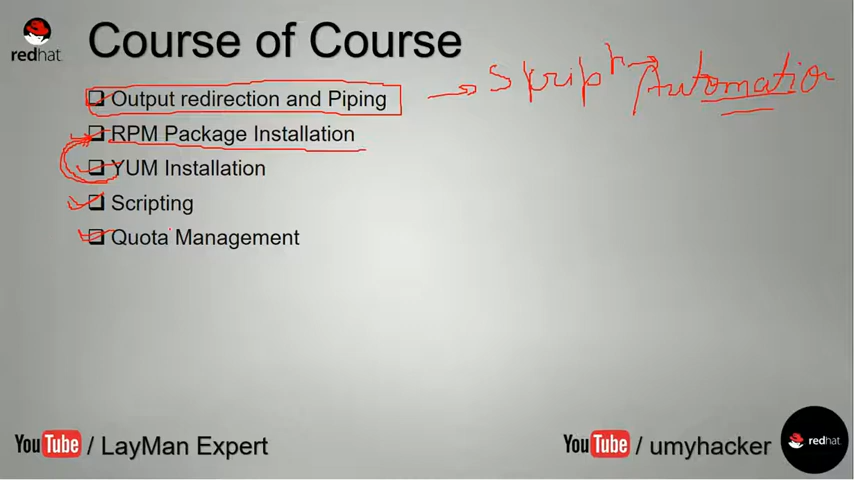 Course of Course
redhat.
Output redirection and Piping
→ Skript → Automation
RPM Package Installation
YUM Installation
Scripting
Quota Management
YouTube / LayMan Expert
YouTube / umyhacker
redhat.